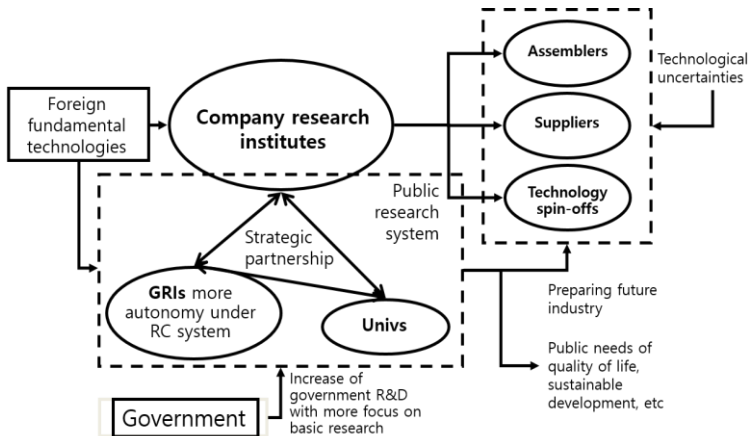 Foreign
fundamental
technologies
Company research
institutes
Assemblers
Suppliers
Technology
spin-offs
Technological
uncertainties
Public
research
system
Strategic
partnership
GRIs more
autonomy under
RC system
Univs
Preparing future
industry
Public needs of
quality of life,
sustainable
development, etc
Government
Increase of
government R&D
with more focus on
basic research